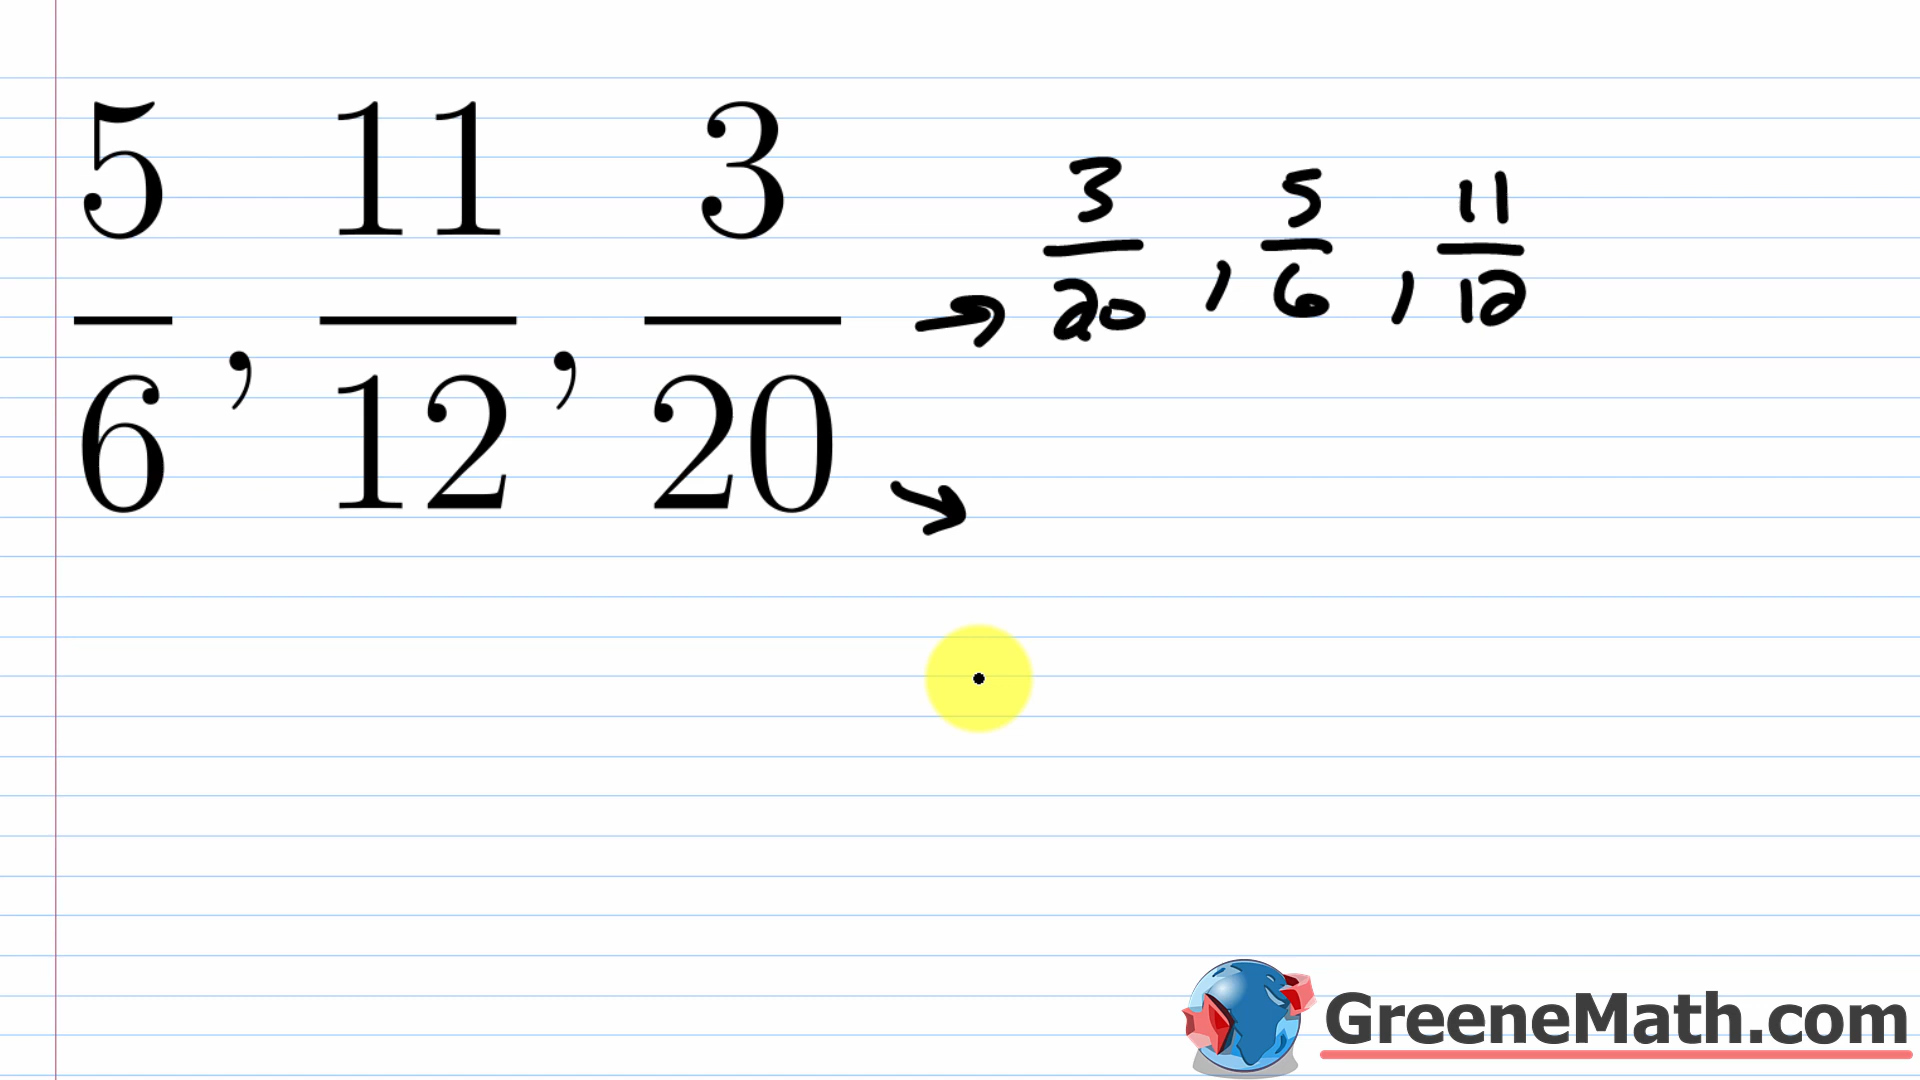 5/6, 11/12, 3/20 → 3/20, 5/6, 11/12
GreeneMath.com